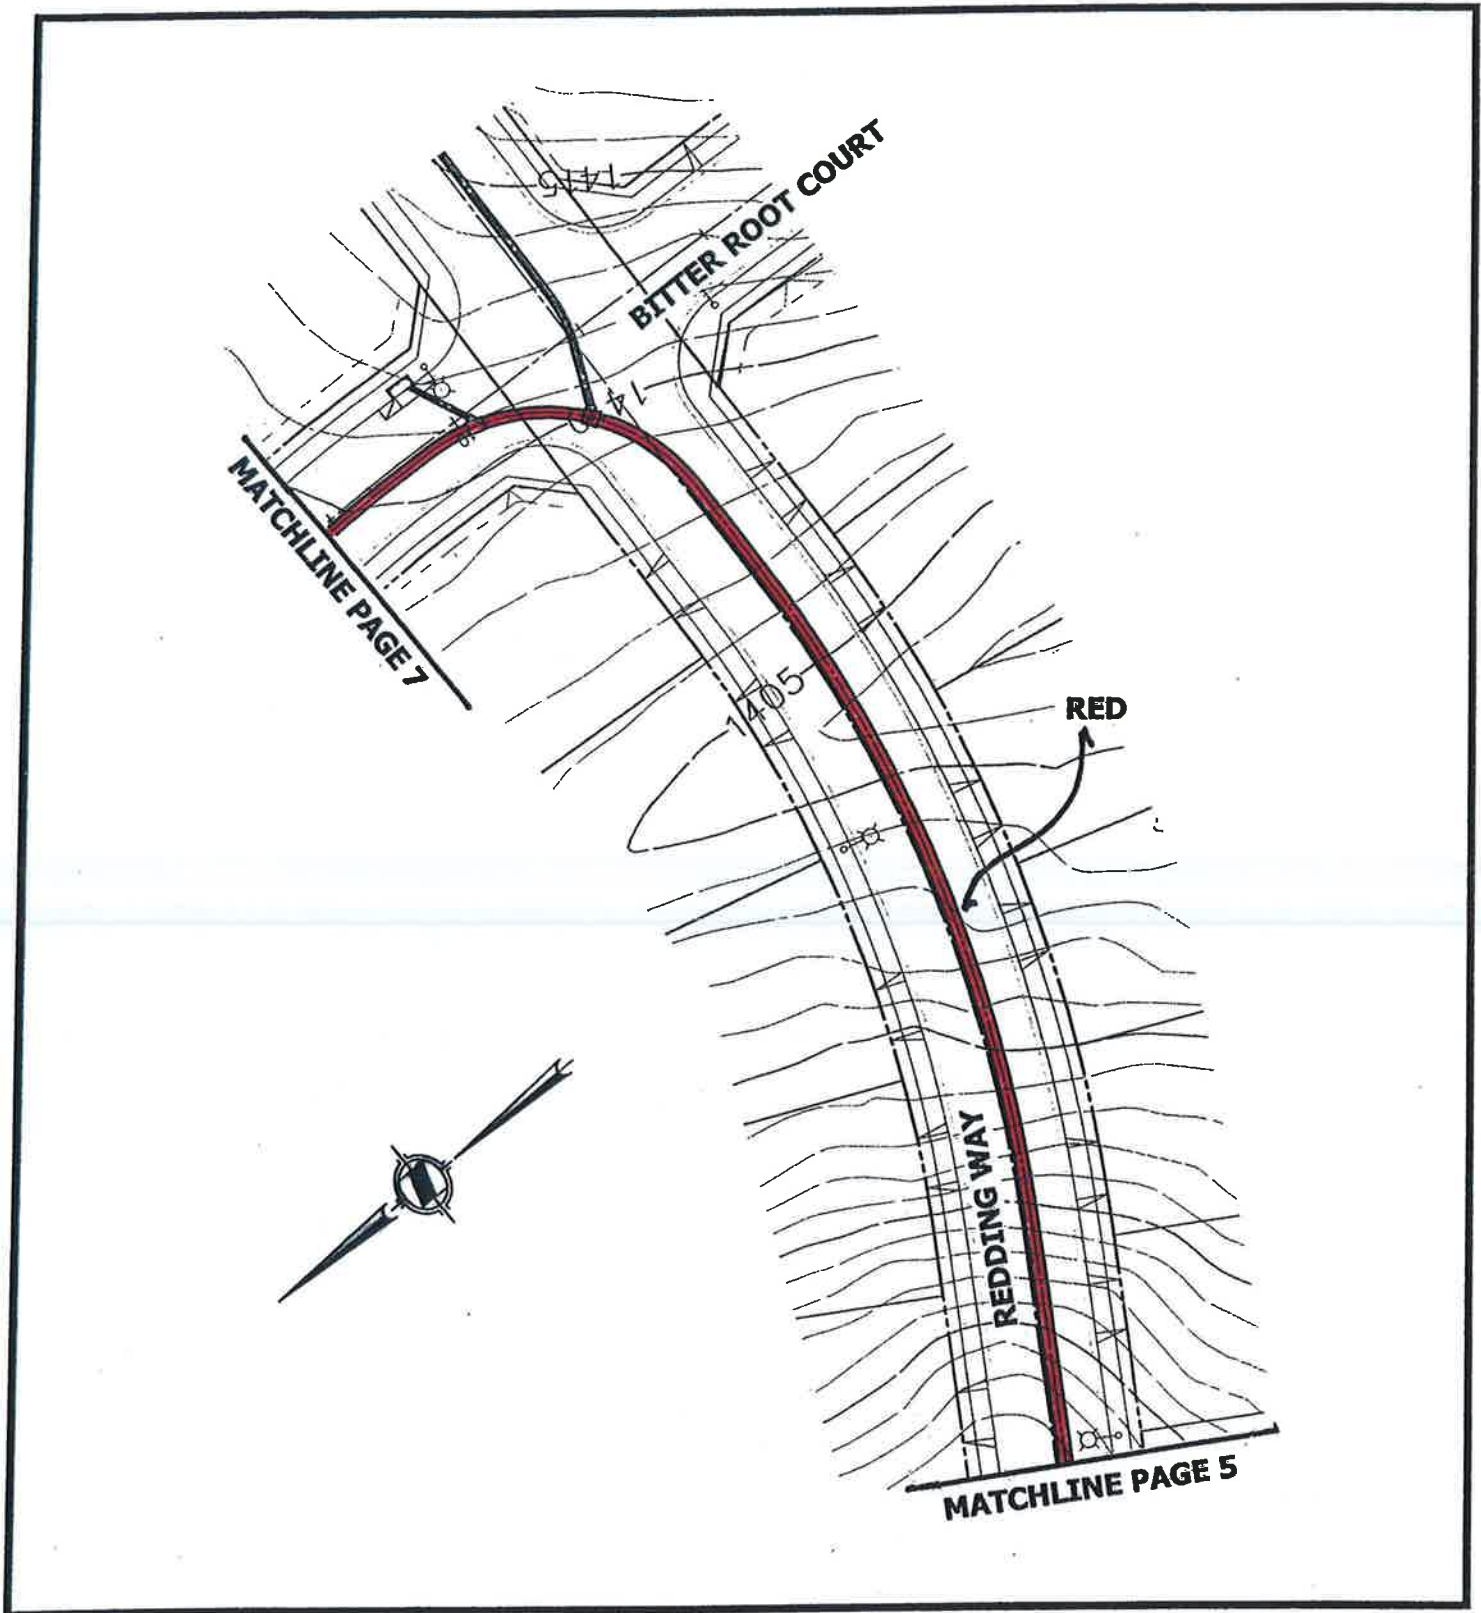 1415
BITTER ROOT COURT
14
MATCHLINE PAGE 7
1405
RED
REDDING WAY
MATCHLINE PAGE 5